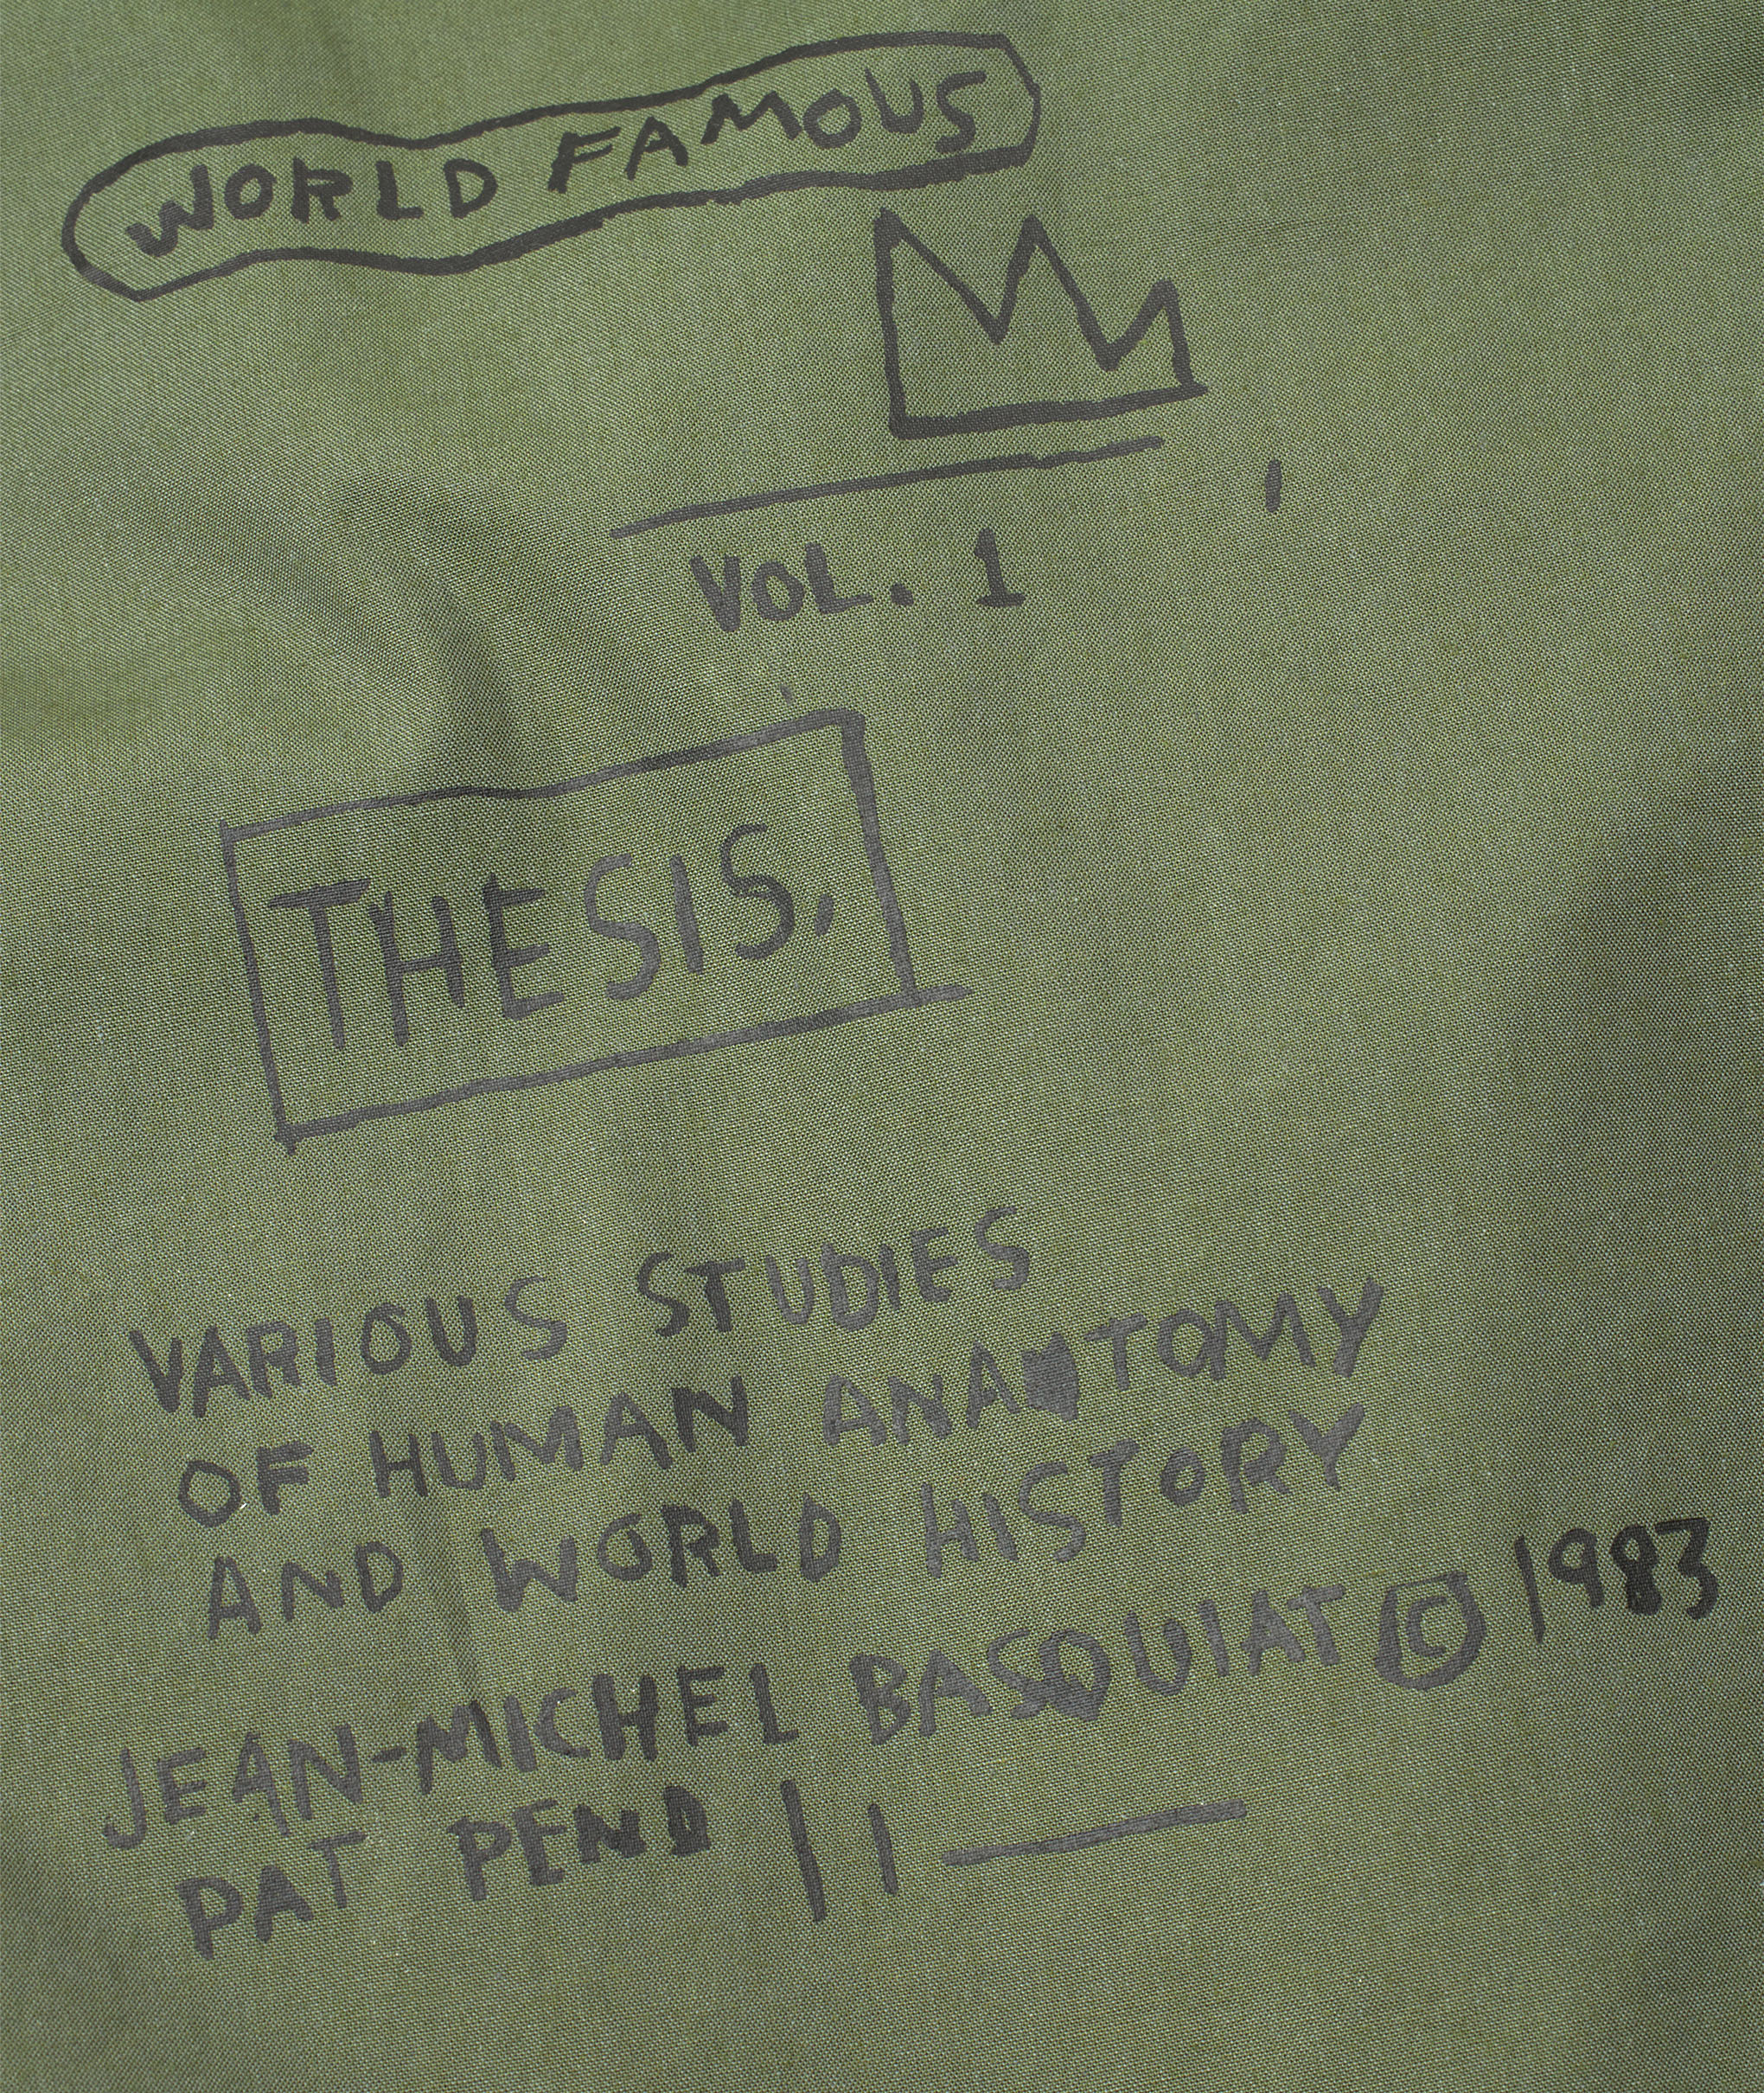 WORLD FAMOUS
VOL. 1
THESIS,
VARIOUS STUDIES
OF HUMAN ANATOMY
AND WORLD HISTORY
JEAN-MICHEL BASQUIAT © 1983
PAT PEND